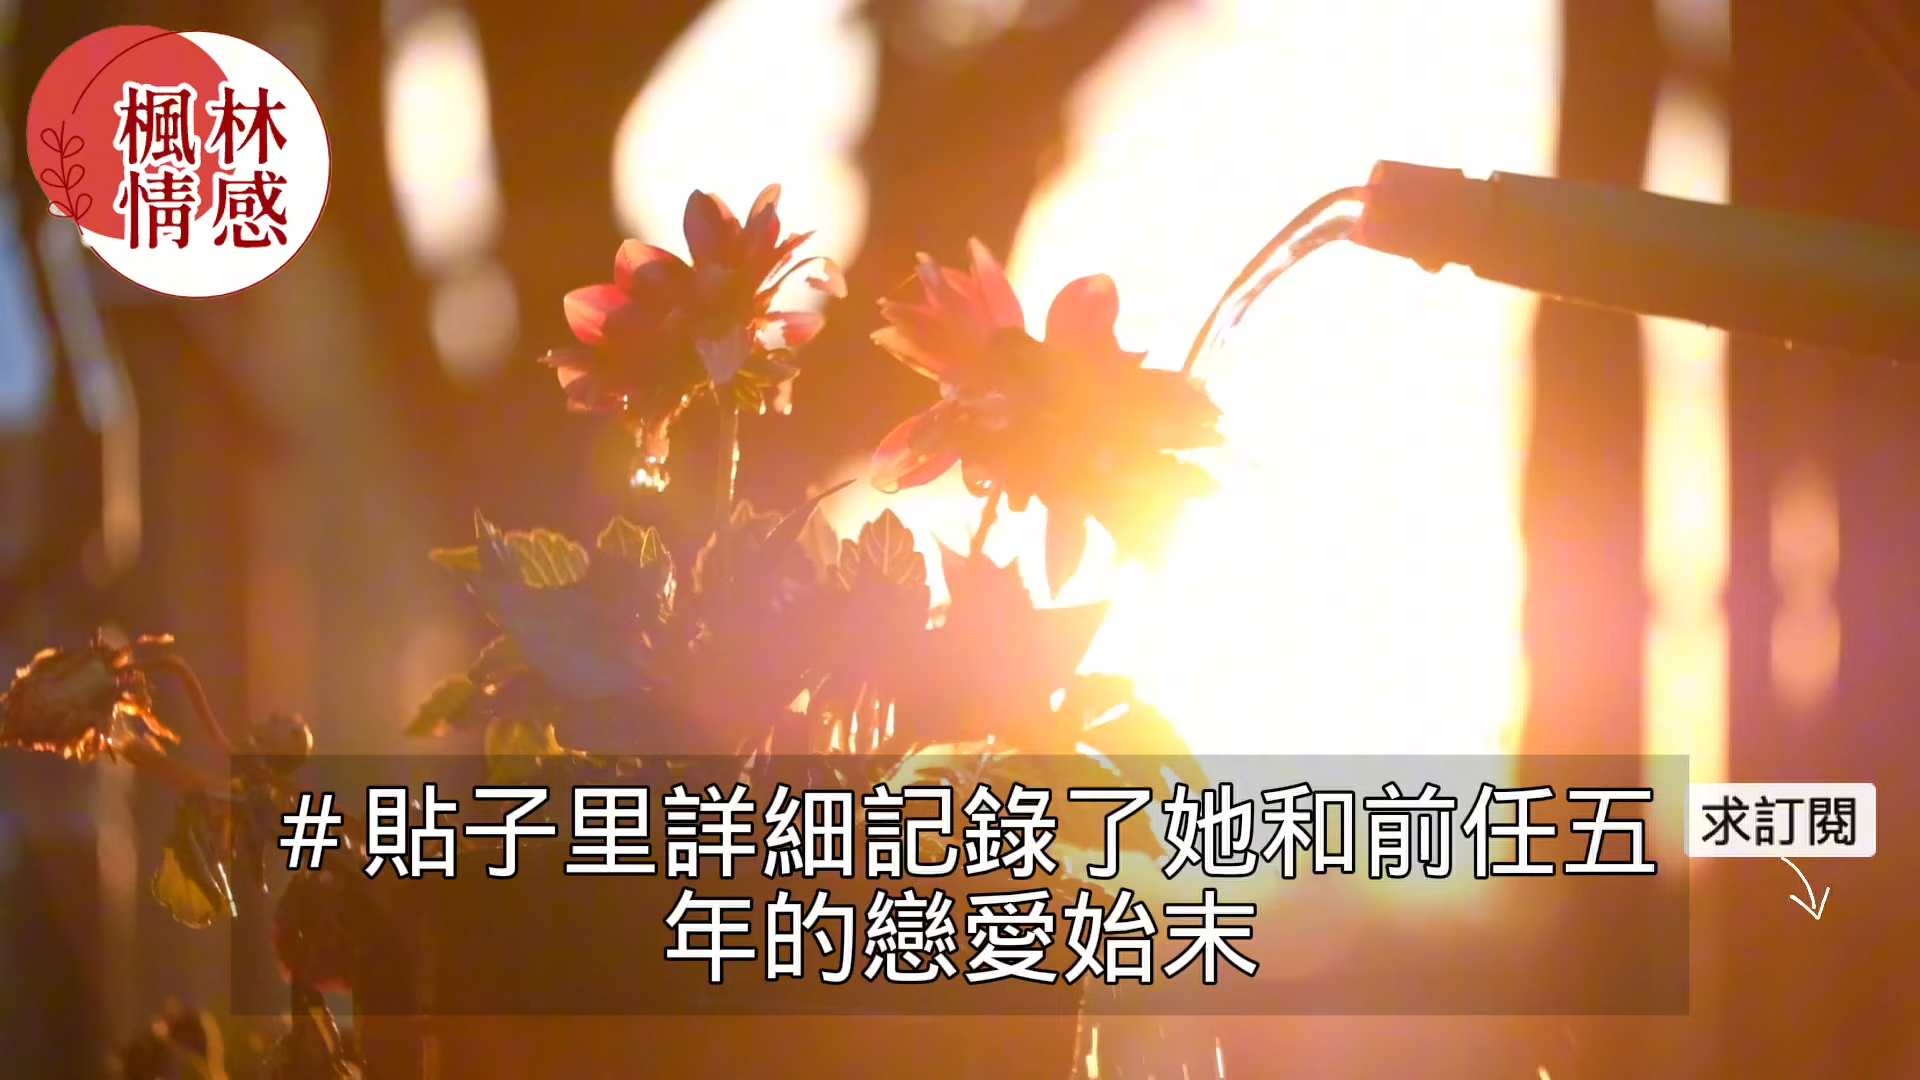 楓林
情感
#貼子里詳細記錄了她和前任五
年的戀愛始末
求訂閱